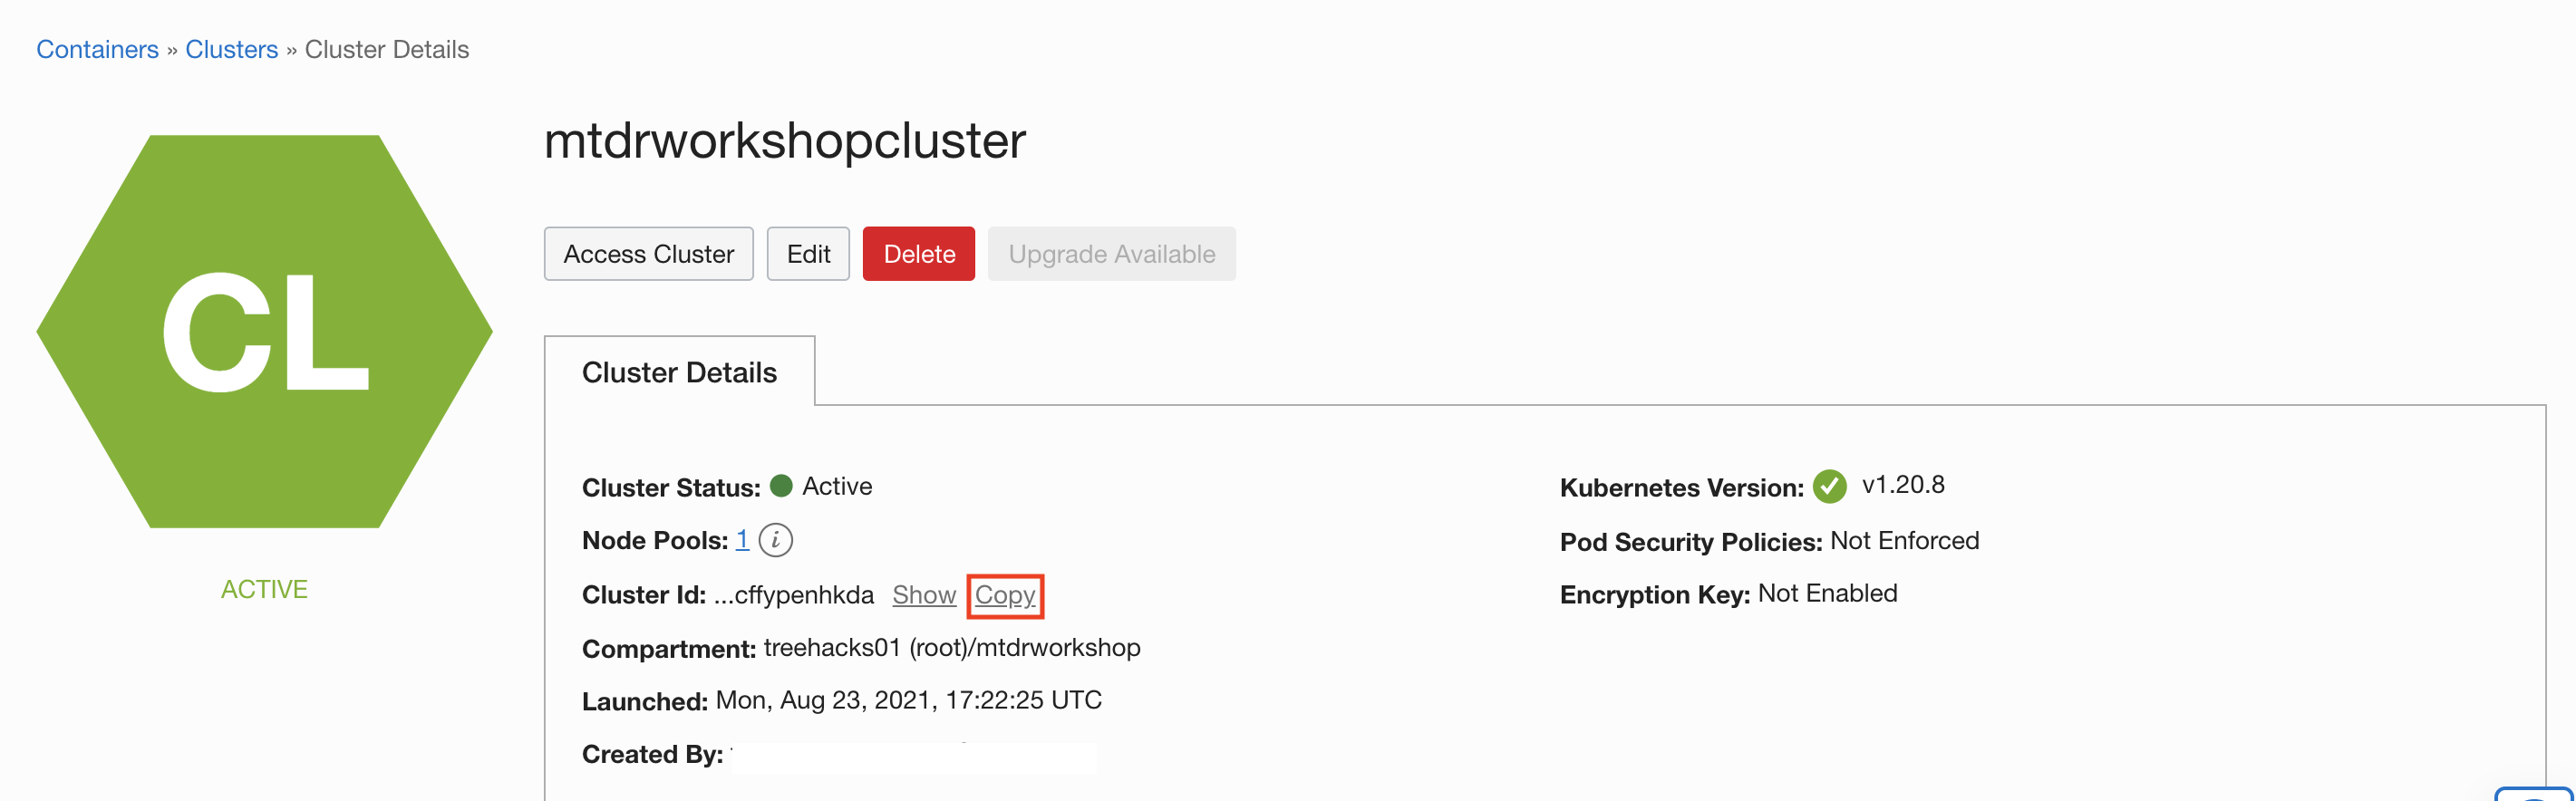 Containers » Clusters » Cluster Details
mtdrworkshopcluster
Access Cluster Edit Delete Upgrade Available
CL
ACTIVE
Cluster Details
Cluster Status: Active
Node Pools: 1 i
Cluster Id: ...cffypenhkda Show Copy
Compartment: treehacks01 (root)/mtdrworkshop
Launched: Mon, Aug 23, 2021, 17:22:25 UTC
Created By:
Kubernetes Version: v1.20.8
Pod Security Policies: Not Enforced
Encryption Key: Not Enabled